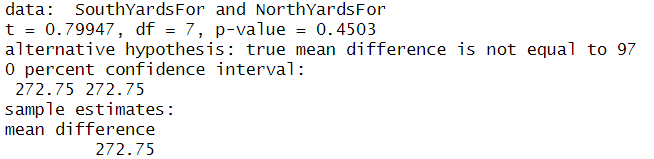 data:  SouthYardsFor and NorthYardsFor
t = 0.79947, df = 7, p-value = 0.4503
alternative hypothesis: true mean difference is not equal to 97
0 percent confidence interval:
 272.75 272.75
sample estimates:
mean difference
         272.75